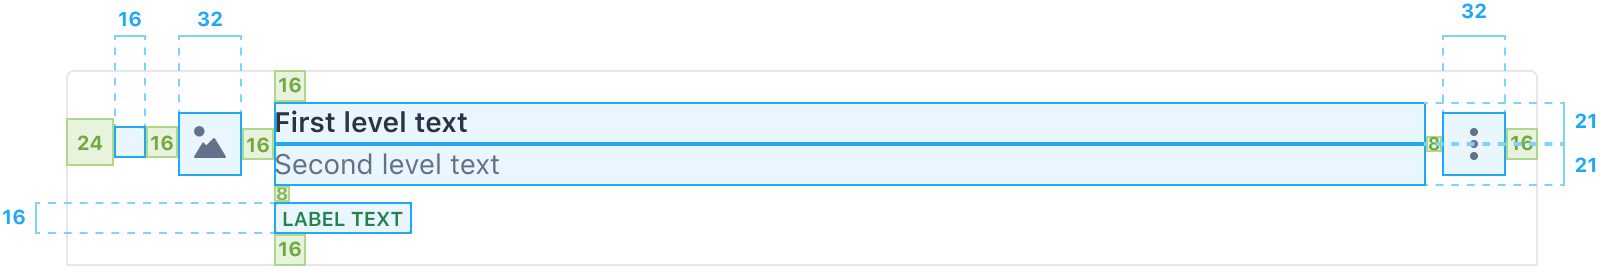 16 32 32
16
First level text 21
24 16 16 8 16
Second level text 21
8
16 LABEL TEXT
16